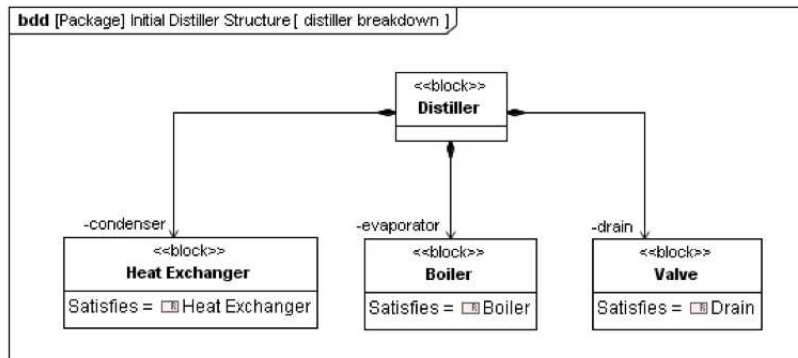 bdd [Package] Initial Distiller Structure [ distiller breakdown ]
<<block>>
Distiller
-condenser
-evaporator
-drain
<<block>>
Heat Exchanger
Satisfies = Heat Exchanger
<<block>>
Boiler
Satisfies = Boiler
<<block>>
Valve
Satisfies = Drain